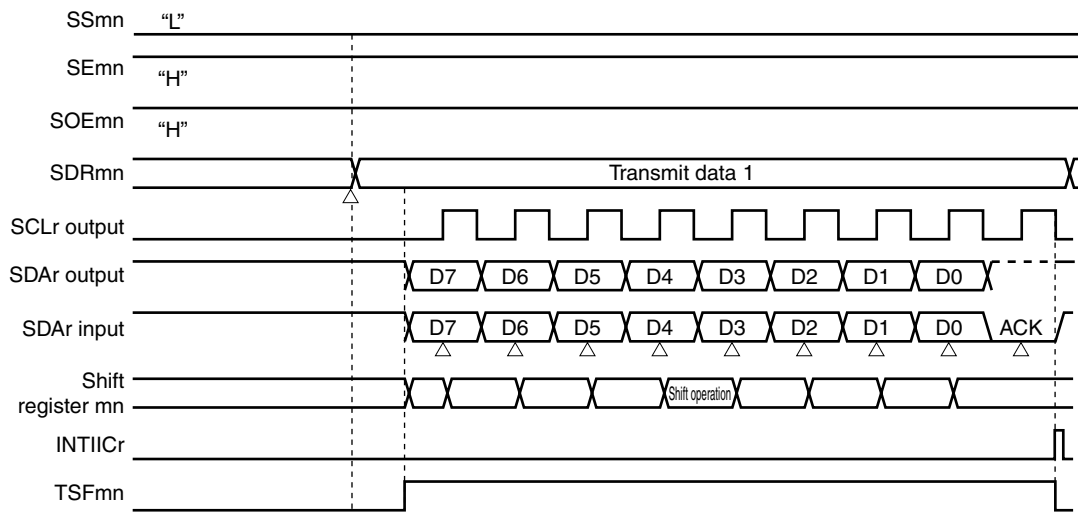 SSmn “L”
SEmn “H”
SOEmn “H”
SDRmn Transmit data 1
SCLr output
SDAr output D7 D6 D5 D4 D3 D2 D1 D0
SDAr input D7 D6 D5 D4 D3 D2 D1 D0 ACK
Shift
register mn Shift operation
INTIICr
TSFmn